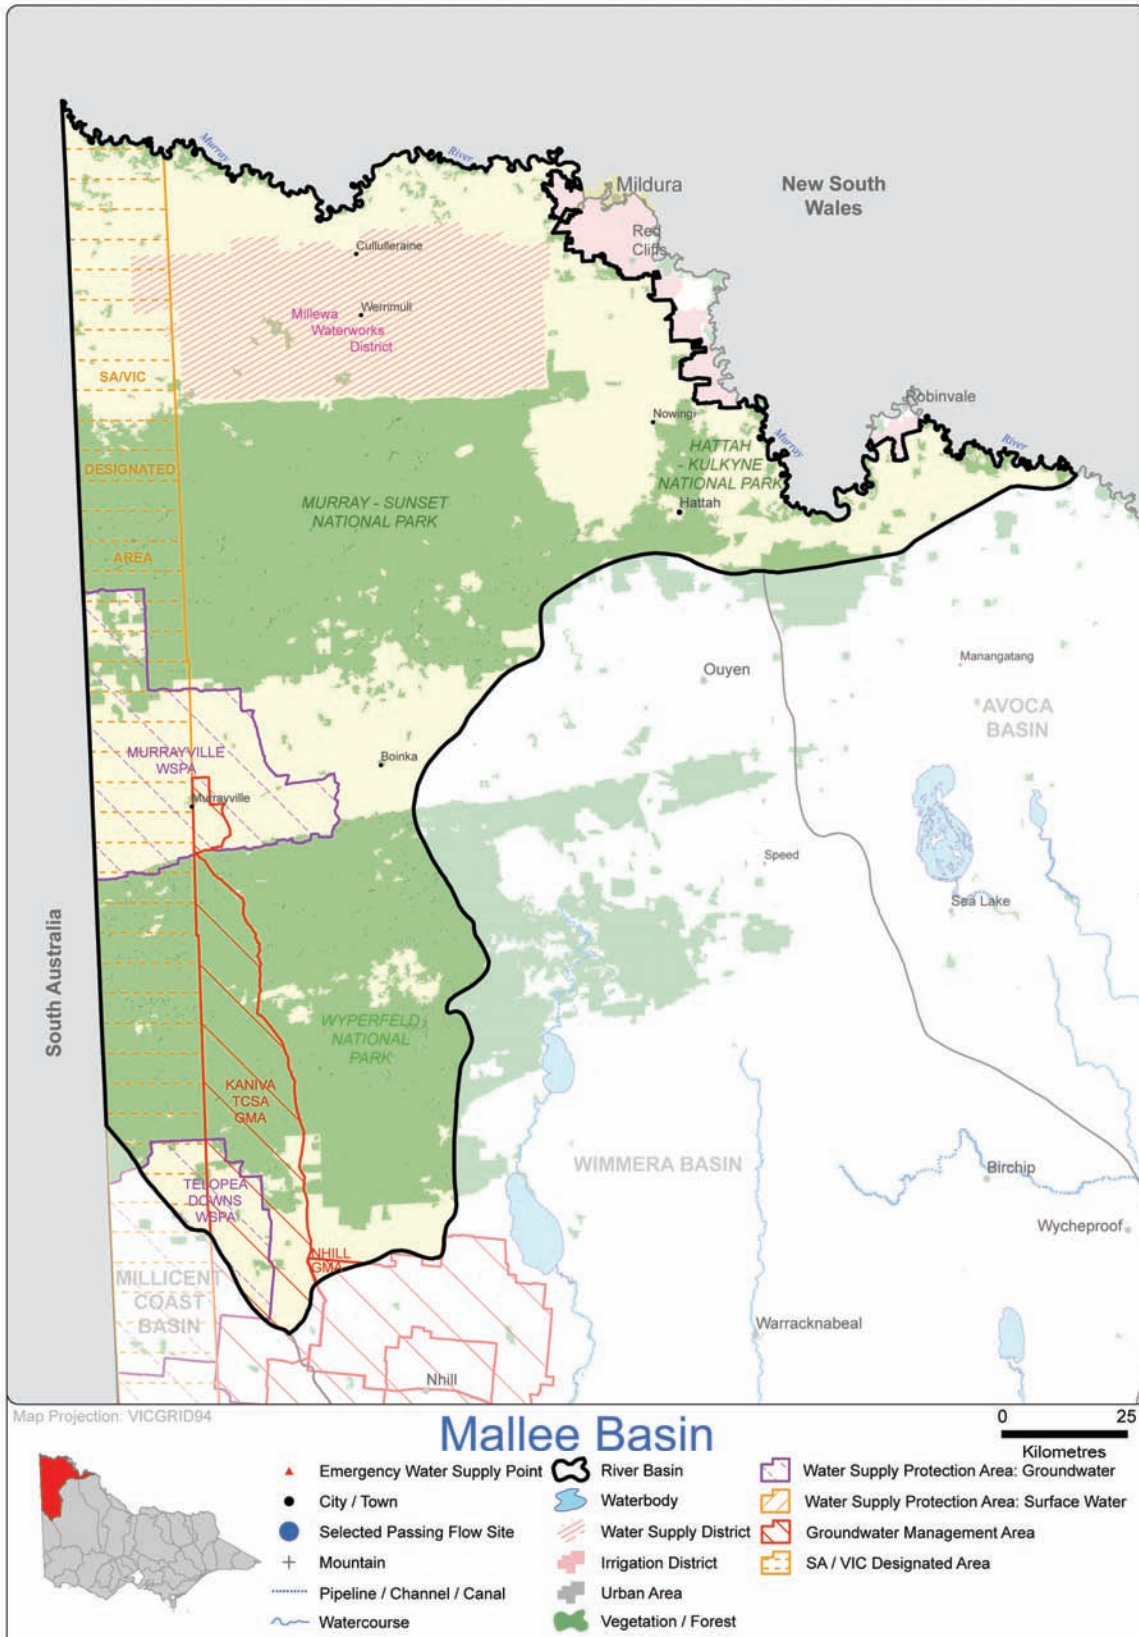 Murray
River
Mildura
New South
Wales
Red
Cliffs
Cullulleraine
Werrimull
Millewa
Waterworks
District
SA/VIC
Robinvale
Nowingi
Murray
River
HATTAH
- KULKYNE
NATIONAL PARK
DESIGNATED
MURRAY - SUNSET
NATIONAL PARK
Hattah
AREA
Manangatang
Ouyen
AVOCA
BASIN
MURRAYVILLE
WSPA
Boinka
Murrayville
Speed
Sea Lake
South Australia
WYPERFELD
NATIONAL
PARK
KANIVA
TCSA
GMA
WIMMERA BASIN
Birchip
TELOPEA
DOWNS
WSPA
Wycheproof
NHILL
GMA
MILLICENT
COAST
BASIN
Warracknabeal
Nhill
Map Projection: VICGRID94
Mallee Basin
0 25
Kilometres
Emergency Water Supply Point
City / Town
Selected Passing Flow Site
Mountain
Pipeline / Channel / Canal
Watercourse
River Basin
Waterbody
Water Supply District
Irrigation District
Urban Area
Vegetation / Forest
Water Supply Protection Area: Groundwater
Water Supply Protection Area: Surface Water
Groundwater Management Area
SA / VIC Designated Area